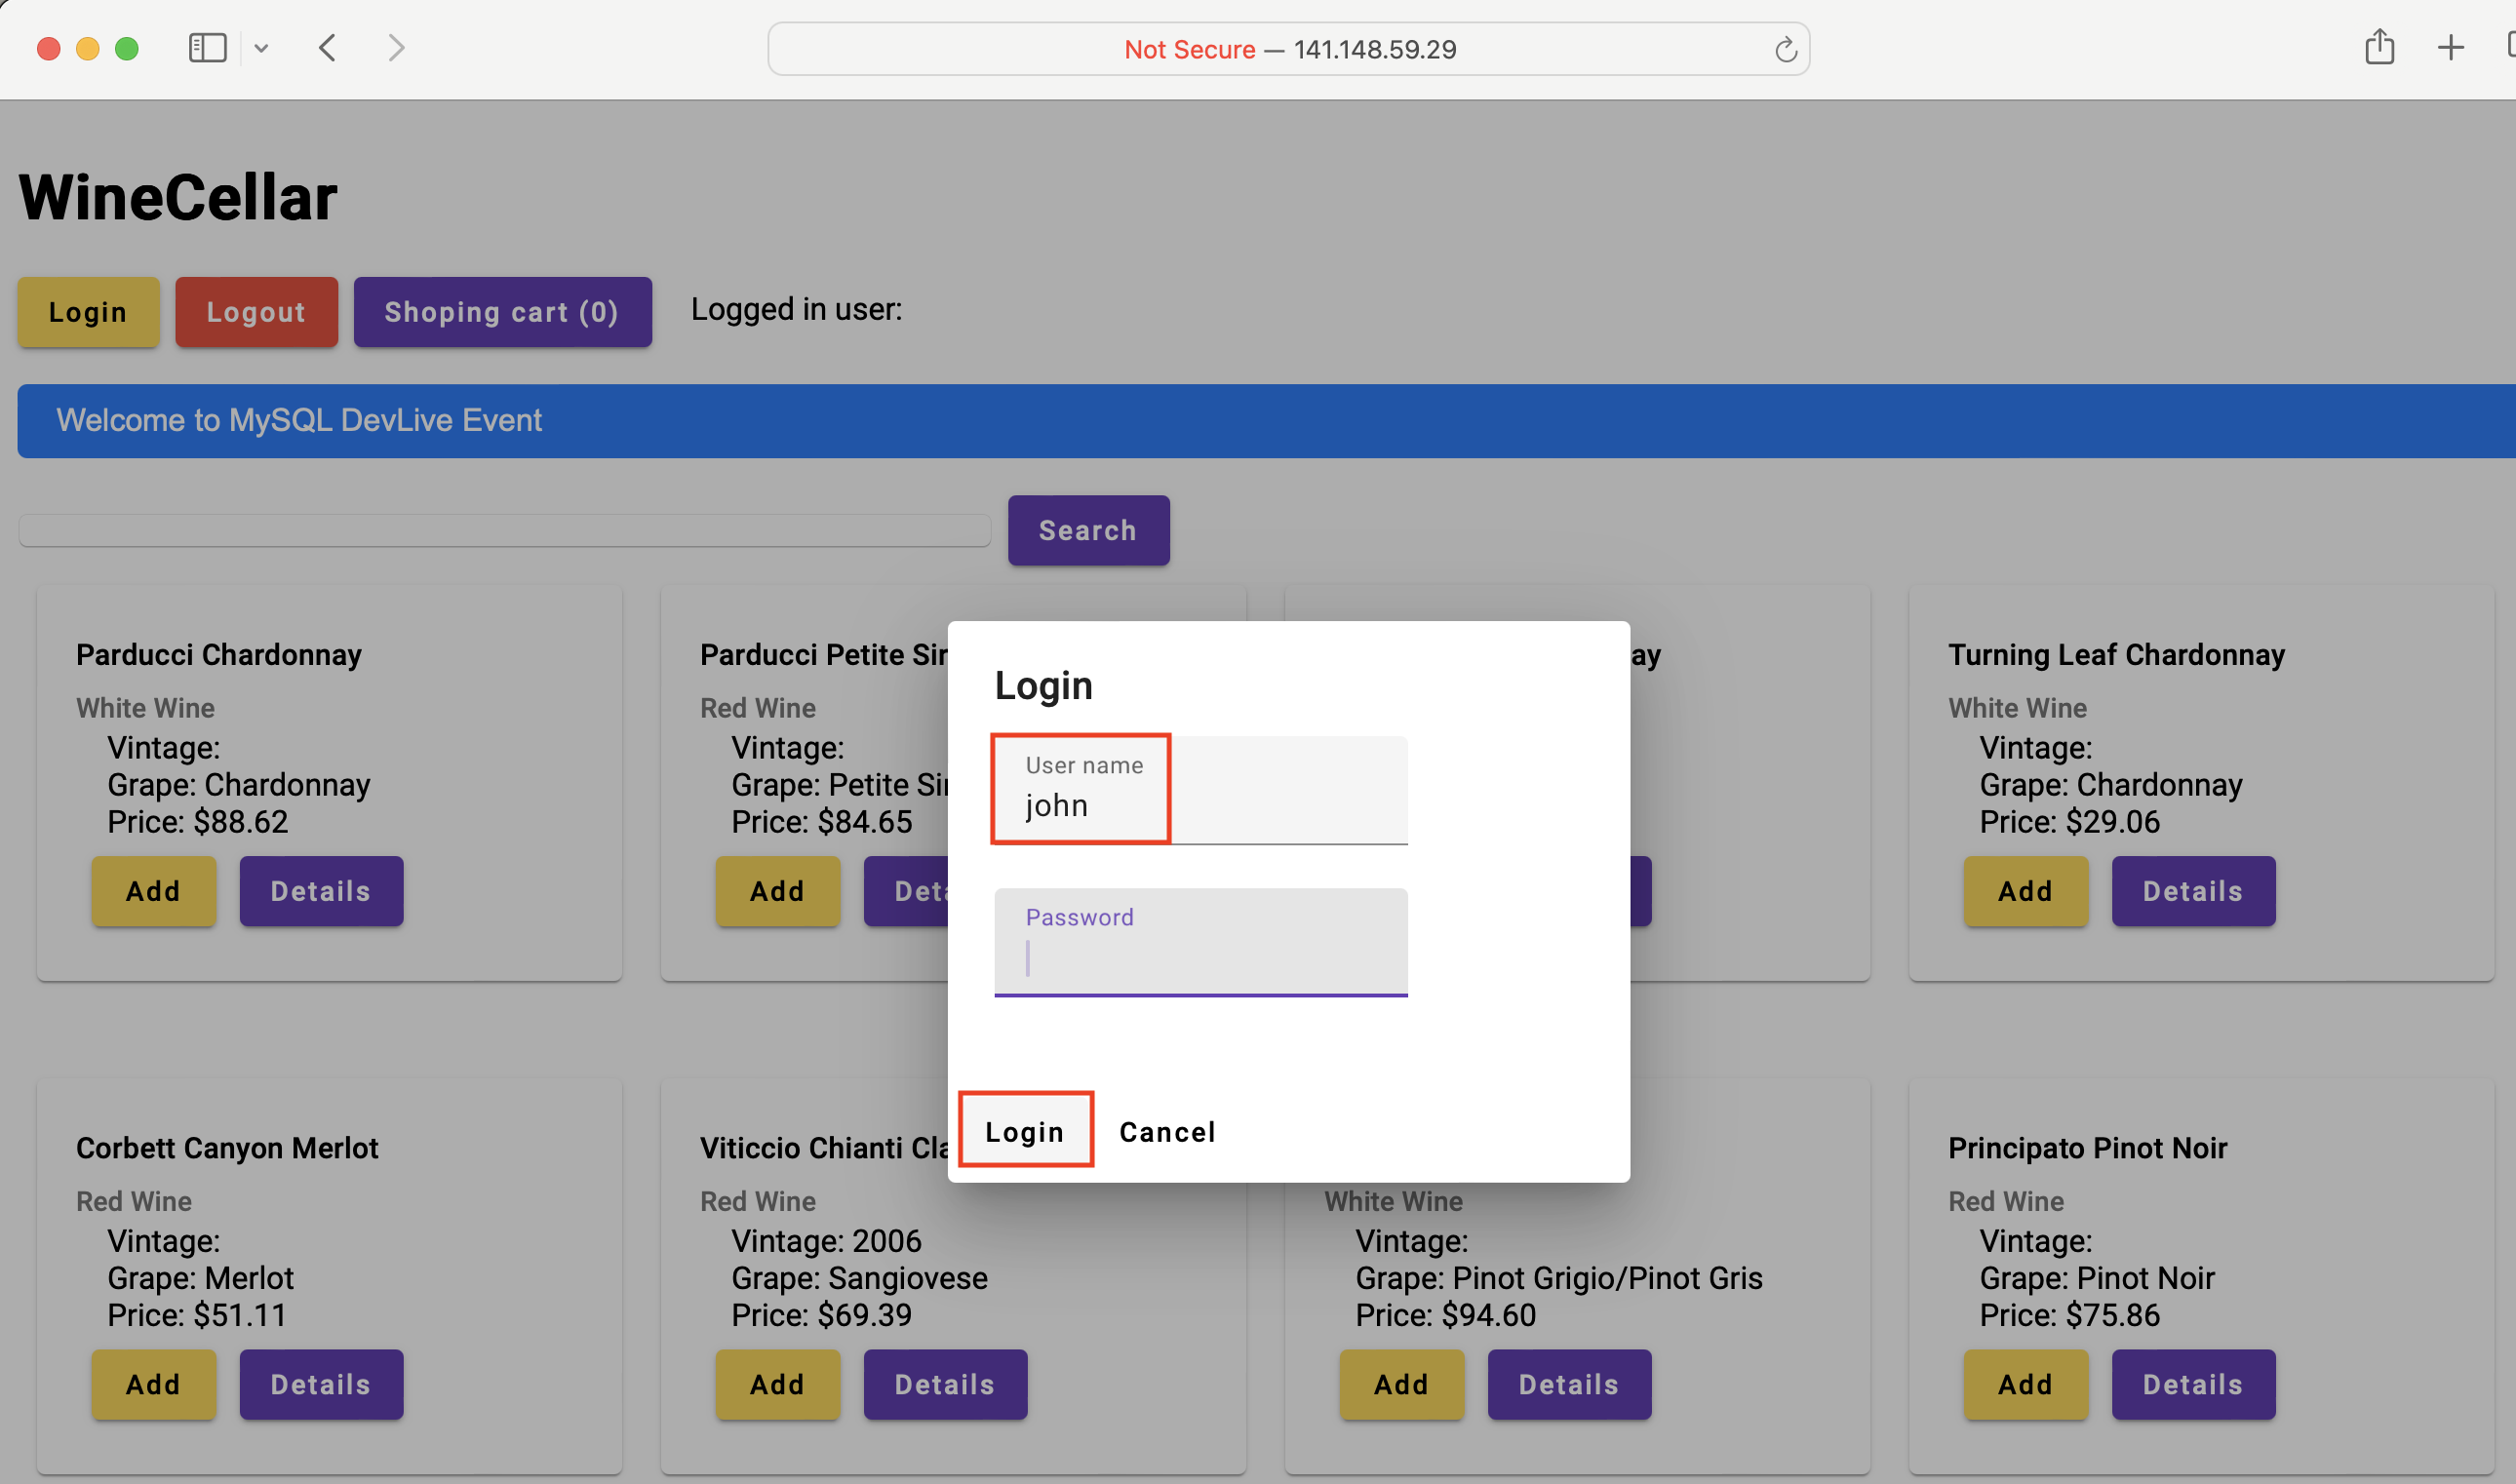 Not Secure — 141.148.59.29
WineCellar
Login
Logout
Shoping cart (0)
Logged in user:
Welcome to MySQL DevLive Event
Search
Parducci Chardonnay
White Wine
Vintage:
Grape: Chardonnay
Price: $88.62
Add
Details
Parducci Petite
Red Wine
Vintage:
Grape: Petite
Price: $84.65
Add
Turning Leaf Chardonnay
White Wine
Vintage:
Grape: Chardonnay
Price: $29.06
Add
Details
Login
User name
john
Password
Login
Cancel
Corbett Canyon Merlot
Red Wine
Vintage:
Grape: Merlot
Price: $51.11
Add
Details
Viticcio Chianti
Red Wine
Vintage: 2006
Grape: Sangiovese
Price: $69.39
Add
Details
White Wine
Vintage:
Grape: Pinot Grigio/Pinot Gris
Price: $94.60
Add
Details
Principato Pinot Noir
Red Wine
Vintage:
Grape: Pinot Noir
Price: $75.86
Add
Details